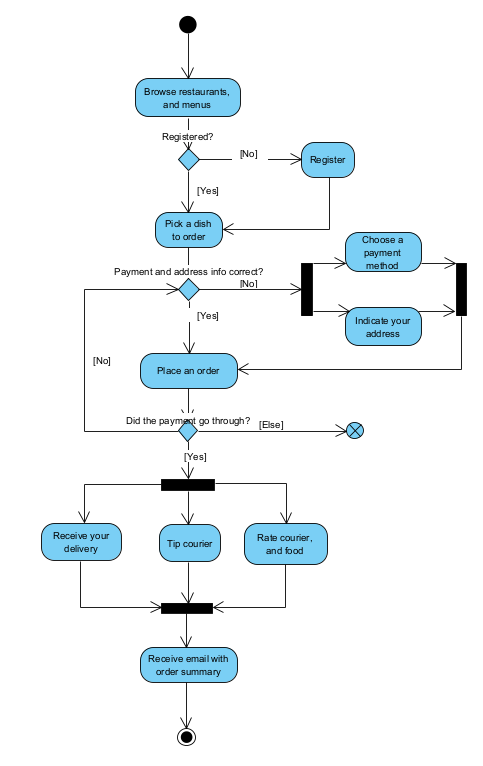 Browse restaurants,
and menus
Registered?
[No]
Register
[Yes]
Pick a dish
to order
Choose a
payment
method
Payment and address info correct?
[No]
[Yes]
Indicate your
address
[No]
Place an order
Did the payment go through?
[Else]
[Yes]
Receive your
delivery
Tip courier
Rate courier,
and food
Receive email with
order summary